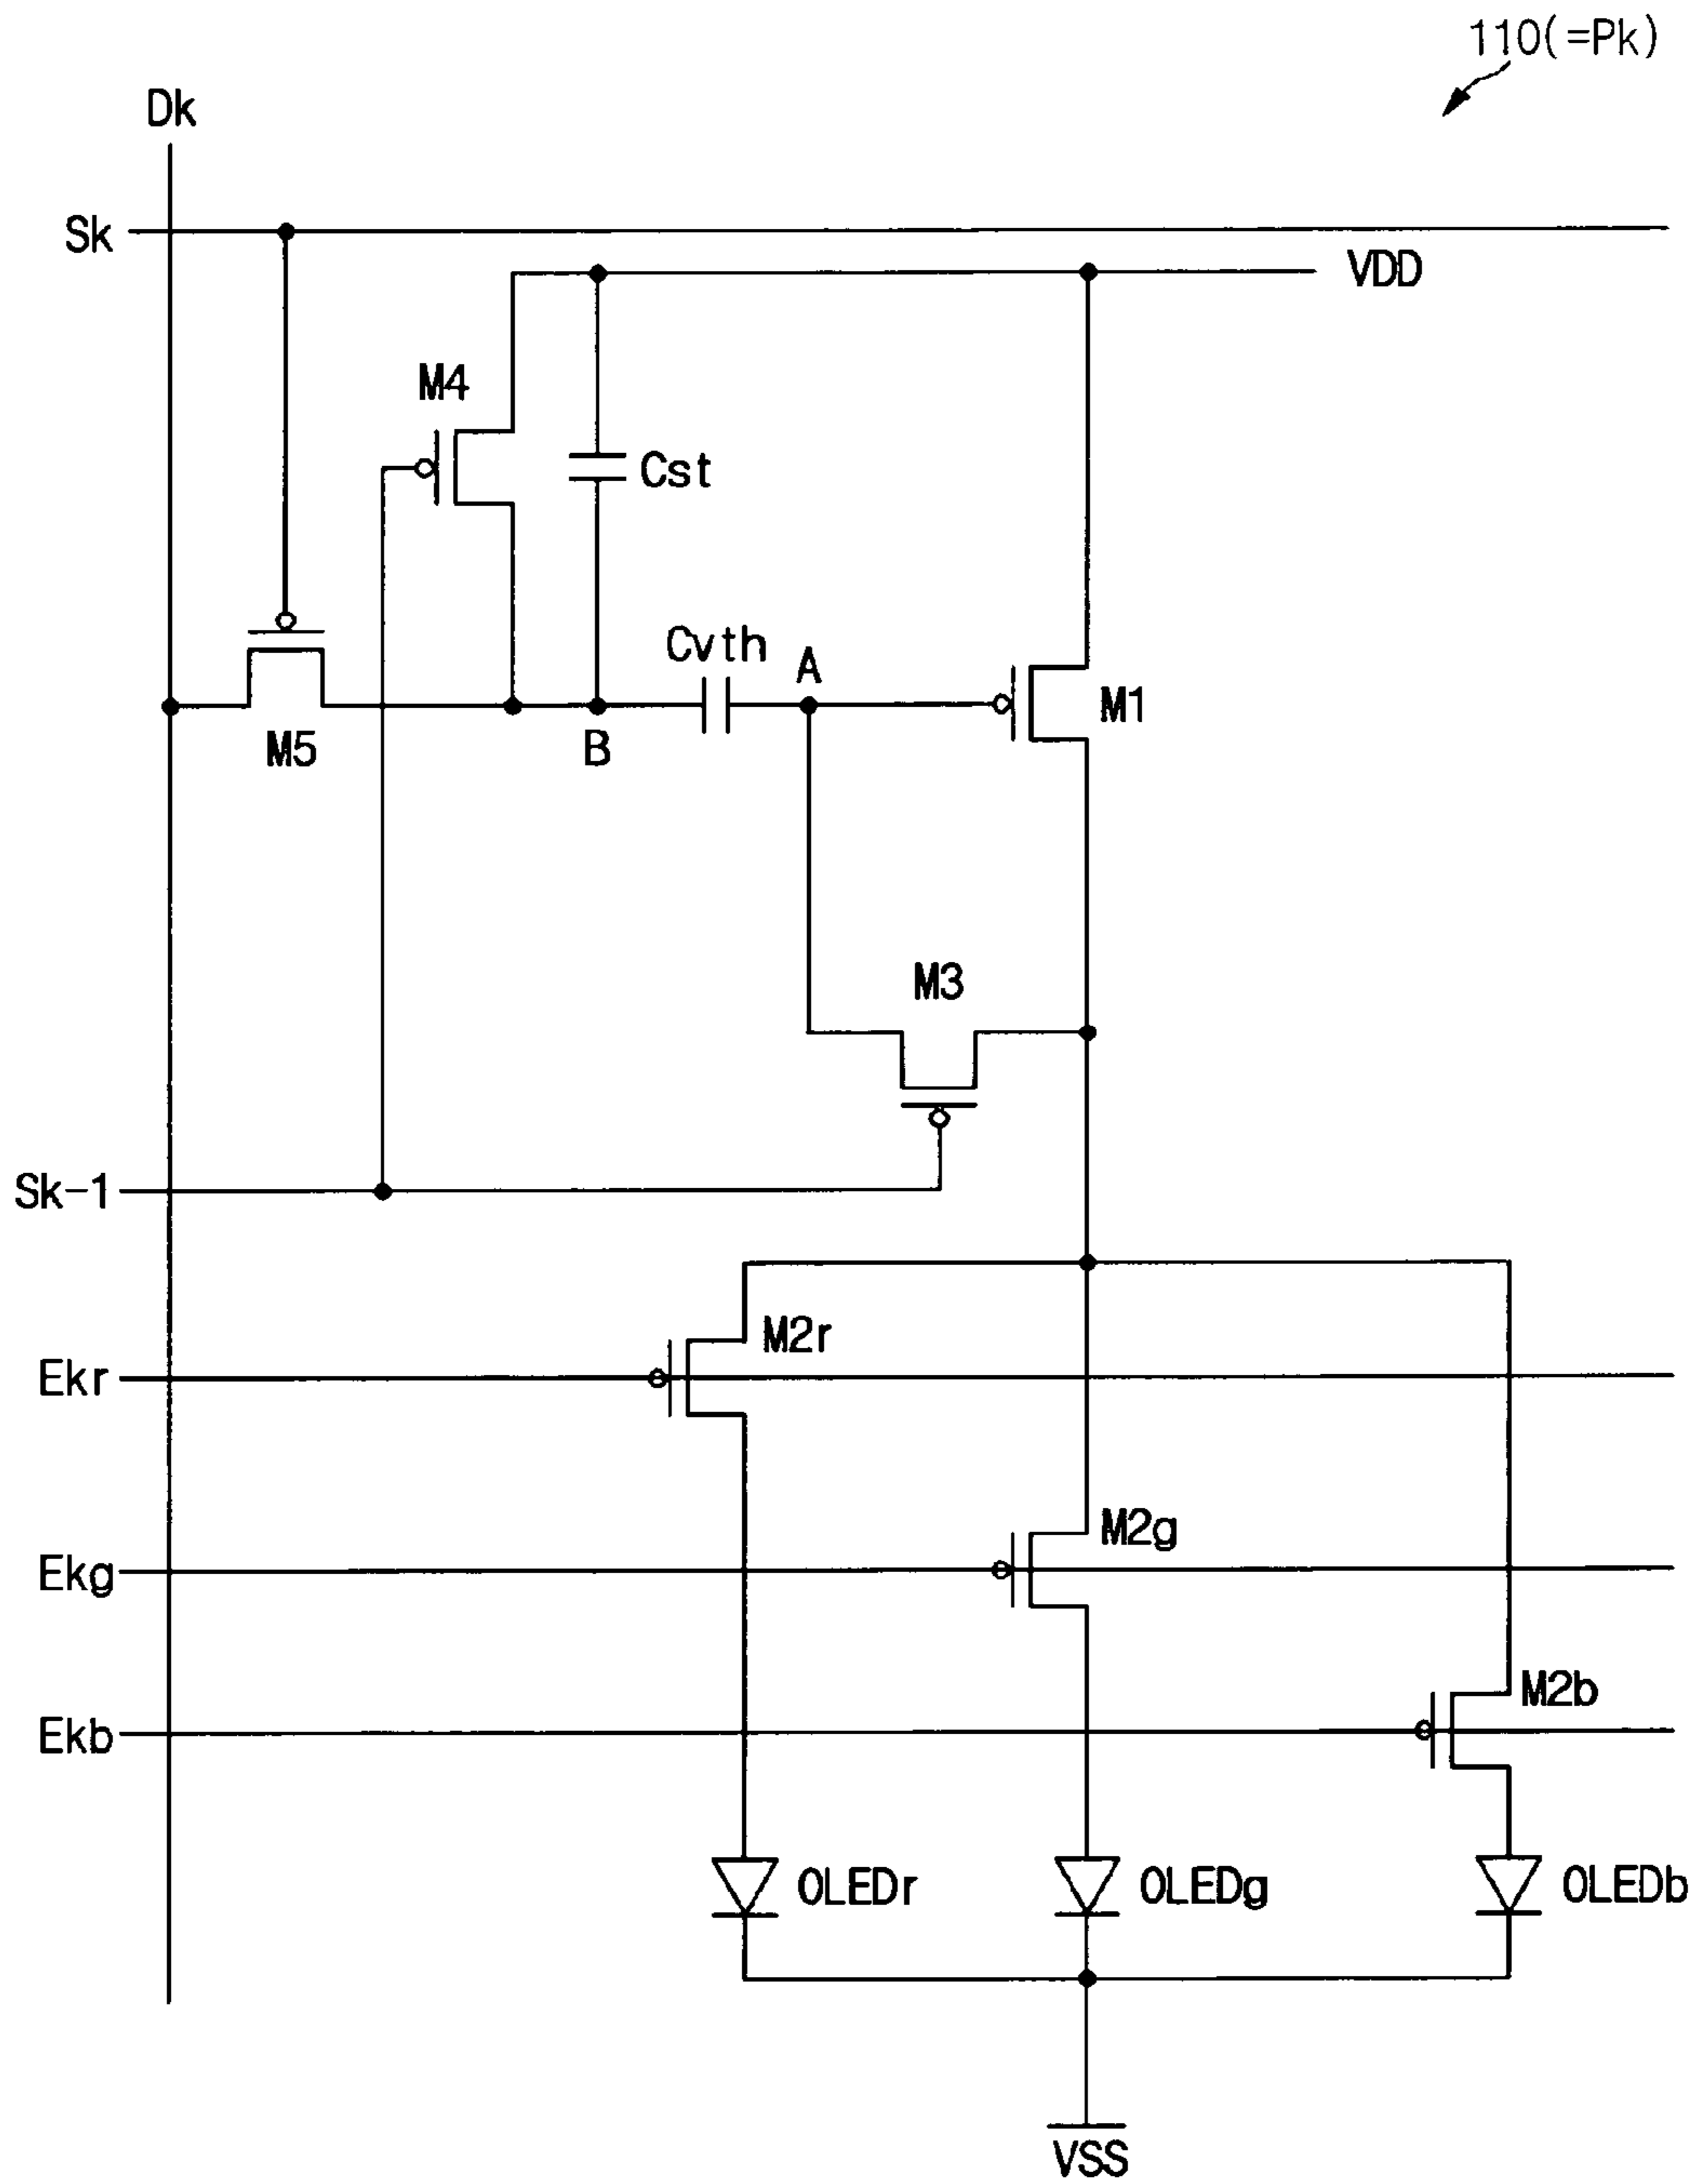 110(=Pk)
Dk
Sk
VDD
M4
Cst
Cvth
A
M1
M5
B
M3
Sk-1
M2r
Ekr
M2g
Ekg
M2b
Ekb
OLEDr
OLEDg
OLEDb
VSS